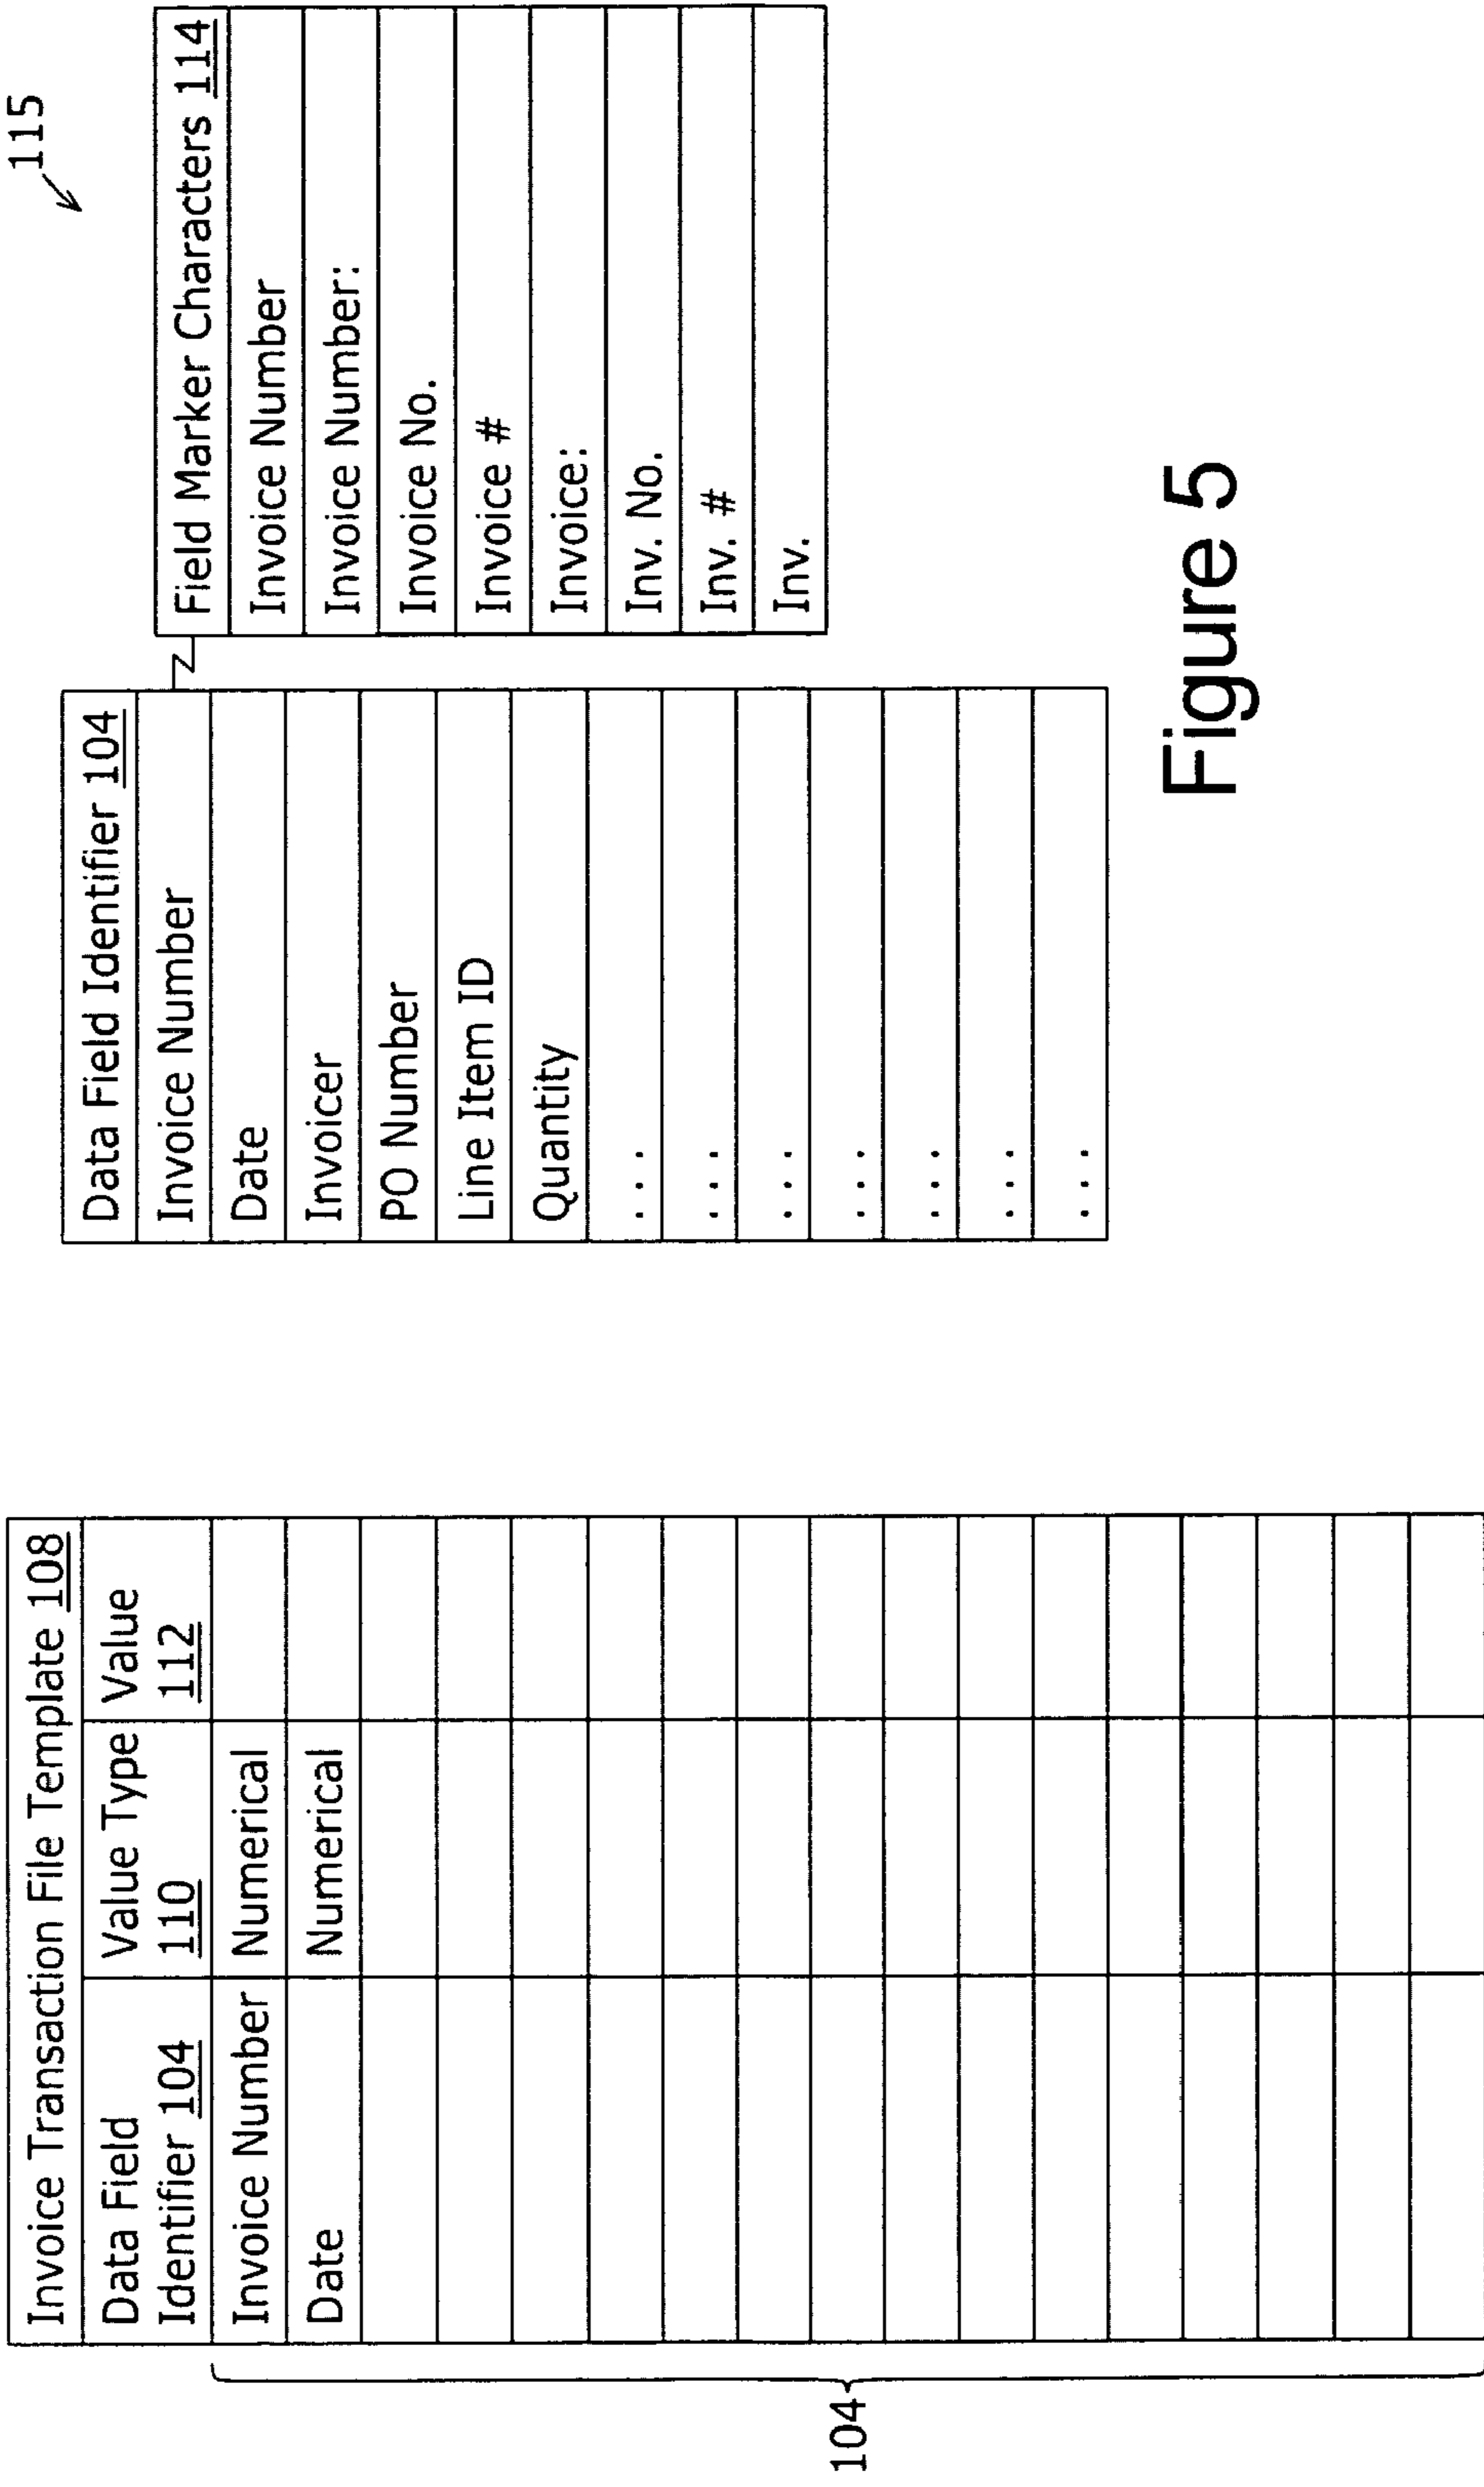 115
Invoice Transaction File Template 108
Data Field Identifier 104
Value Type 110
Value 112
Invoice Number Numerical
Date Numerical
104
Data Field Identifier 104
Invoice Number
Date
Invoicer
PO Number
Line Item ID
Quantity
...
...
...
...
...
...
...
Field Marker Characters 114
Invoice Number
Invoice Number:
Invoice No.
Invoice #
Invoice:
Inv. No.
Inv. #
Inv.
Figure 5